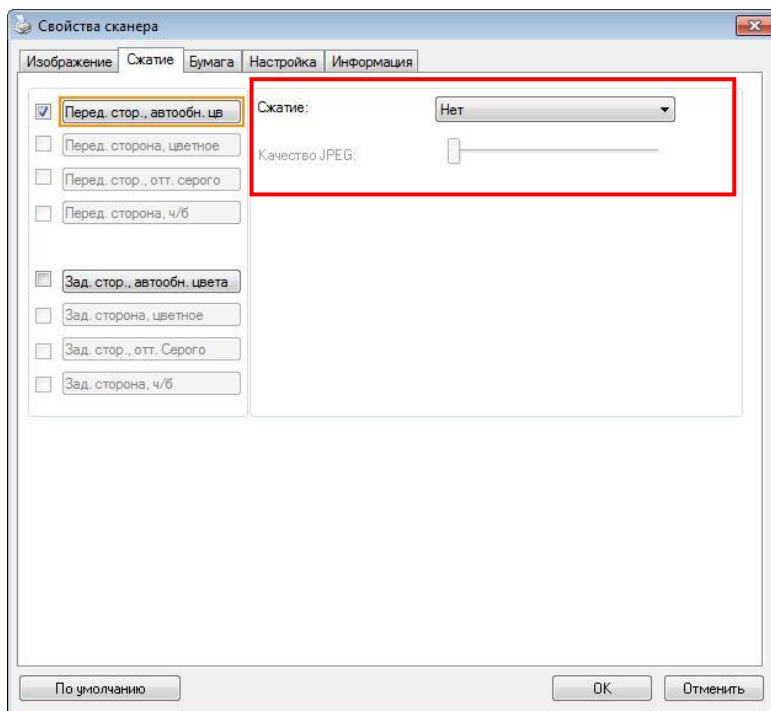 Свойства сканера
Изображение Сжатие Бумага Настройка Информация
Перед. стор., автообн. цв
Перед. сторона, цветное
Перед. стор., отт. серого
Перед. сторона, ч/б
Зад. стор., автообн. цвета
Зад. сторона, цветное
Зад. стор., отт. Серого
Зад. сторона, ч/б
Сжатие: Нет
Качество JPEG:
По умолчанию OK Отменить